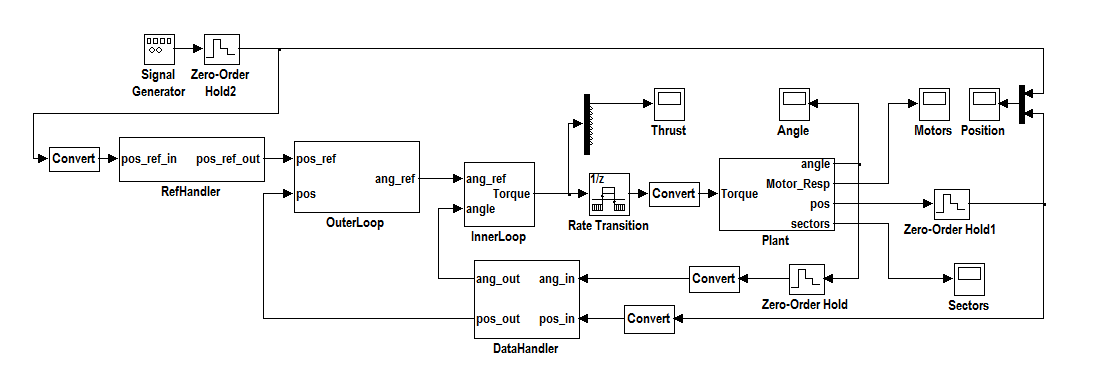 Signal
Generator
Zero-Order
Hold2
Convert
pos_ref_in
pos_ref_out
RefHandler
pos_ref
pos
ang_ref
OuterLoop
ang_ref
angle
Torque
InnerLoop
Thrust
1/z
Rate Transition
Convert
Angle
Torque
angle
Motor_Resp
pos
sectors
Plant
Motors
Position
Zero-Order Hold1
Sectors
Zero-Order Hold
Convert
Convert
ang_out
ang_in
pos_out
pos_in
DataHandler